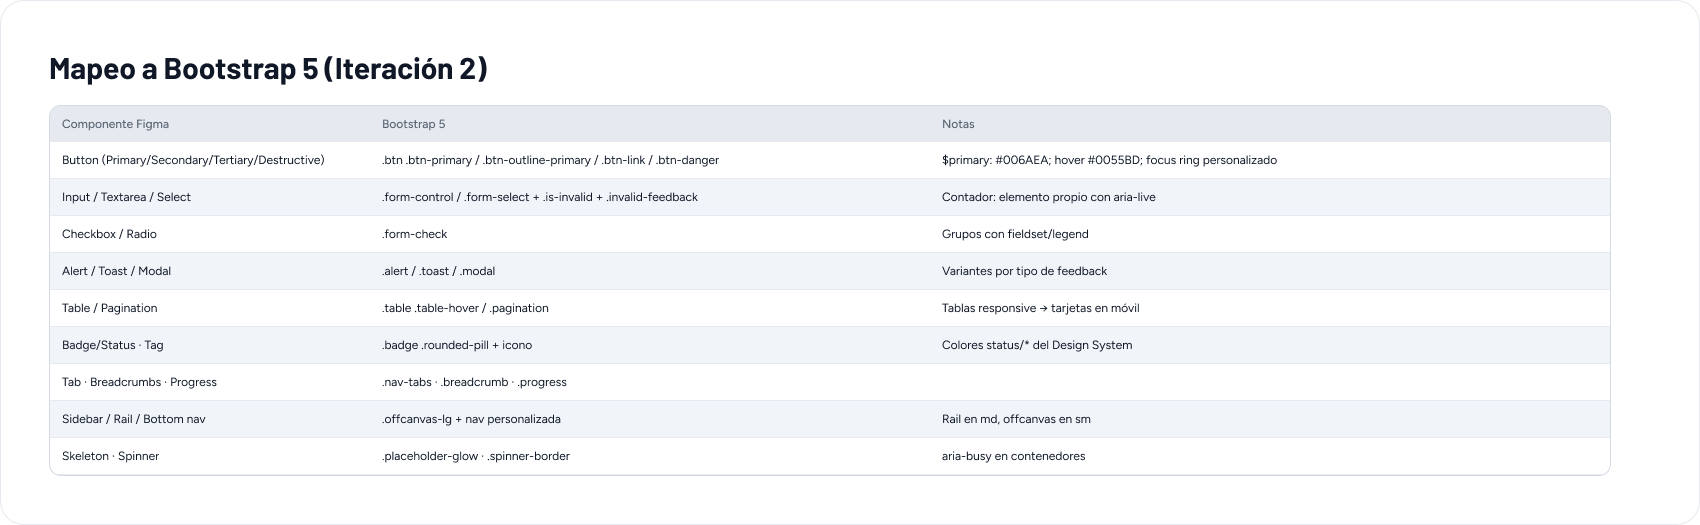 Mapeo a Bootstrap 5 (Iteración 2)
Componente Figma Bootstrap 5 Notas
Button (Primary/Secondary/Tertiary/Destructive) .btn .btn-primary / .btn-outline-primary / .btn-link / .btn-danger $primary: #006AEA; hover #0055BD; focus ring personalizado
Input / Textarea / Select .form-control / .form-select + .is-invalid + .invalid-feedback Contador: elemento propio con aria-live
Checkbox / Radio .form-check Grupos con fieldset/legend
Alert / Toast / Modal .alert / .toast / .modal Variantes por tipo de feedback
Table / Pagination .table .table-hover / .pagination Tablas responsive → tarjetas en móvil
Badge/Status · Tag .badge .rounded-pill + icono Colores status/* del Design System
Tab · Breadcrumbs · Progress .nav-tabs · .breadcrumb · .progress
Sidebar / Rail / Bottom nav .offcanvas-lg + nav personalizada Rail en md, offcanvas en sm
Skeleton · Spinner .placeholder-glow · .spinner-border aria-busy en contenedores